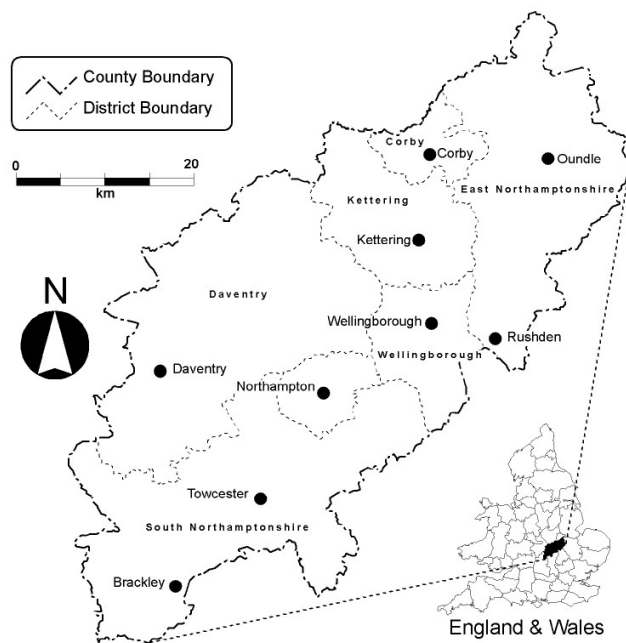 County Boundary
District Boundary
0 20
km
Corby
Corby
Oundle
East Northamptonshire
Kettering
Kettering
Daventry
N
Wellingborough
Rushden
Wellingborough
Daventry
Northampton
Towcester
South Northamptonshire
Brackley
England & Wales